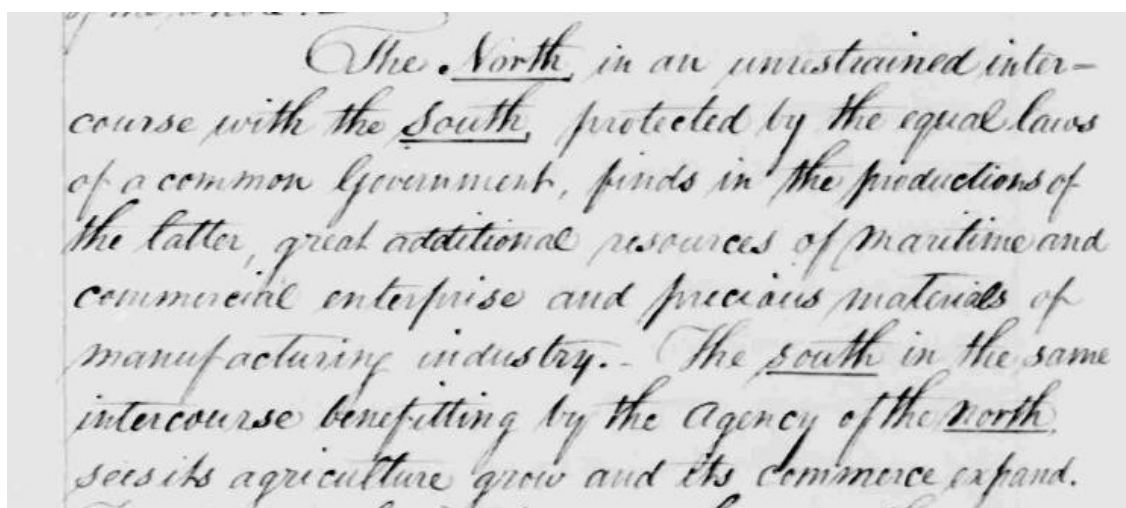 The North, in an unrestrained inter-
course with the South, protected by the equal laws
of a common Government, finds in the productions of
the latter, great additional resources of maritime and
commercial enterprise and precious materials of
manufacturing industry.- The south in the same
intercourse benefitting by the agency of the north,
sees its agriculture grow and its commerce expand.